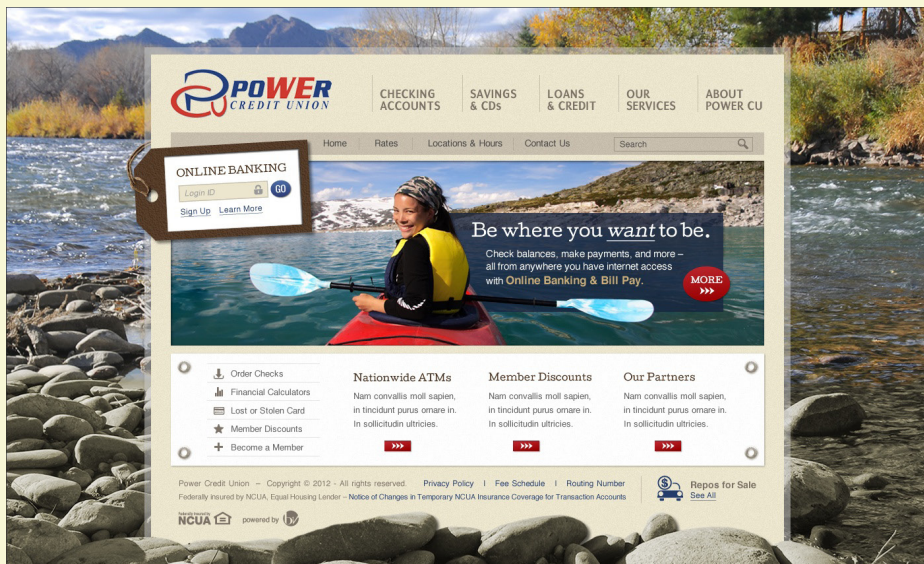 POWER
CREDIT UNION
CHECKING
ACCOUNTS
SAVINGS
& CDs
LOANS
& CREDIT
OUR
SERVICES
ABOUT
POWER CU
Home
Rates
Locations & Hours
Contact Us
Search
ONLINE BANKING
Login ID
GO
Sign Up
Learn More
Be where you want to be.
Check balances, make payments, and more –
all from anywhere you have internet access
with Online Banking & Bill Pay.
MORE
Order Checks
Financial Calculators
Lost or Stolen Card
Member Discounts
Become a Member
Nationwide ATMs
Nam convallis moll sapien,
in tincidunt purus ornare in.
In sollicitudin ultricies.
Member Discounts
Nam convallis moll sapien,
in tincidunt purus ornare in.
In sollicitudin ultricies.
Our Partners
Nam convallis moll sapien,
in tincidunt purus ornare in.
In sollicitudin ultricies.
Power Credit Union – Copyright © 2012 - All rights reserved. Privacy Policy | Fee Schedule | Routing Number
Federally insured by NCUA, Equal Housing Lender – Notice of Changes in Temporary NCUA Insurance Coverage for Transaction Accounts
Repos for Sale
See All
Federally insured by
NCUA
powered by